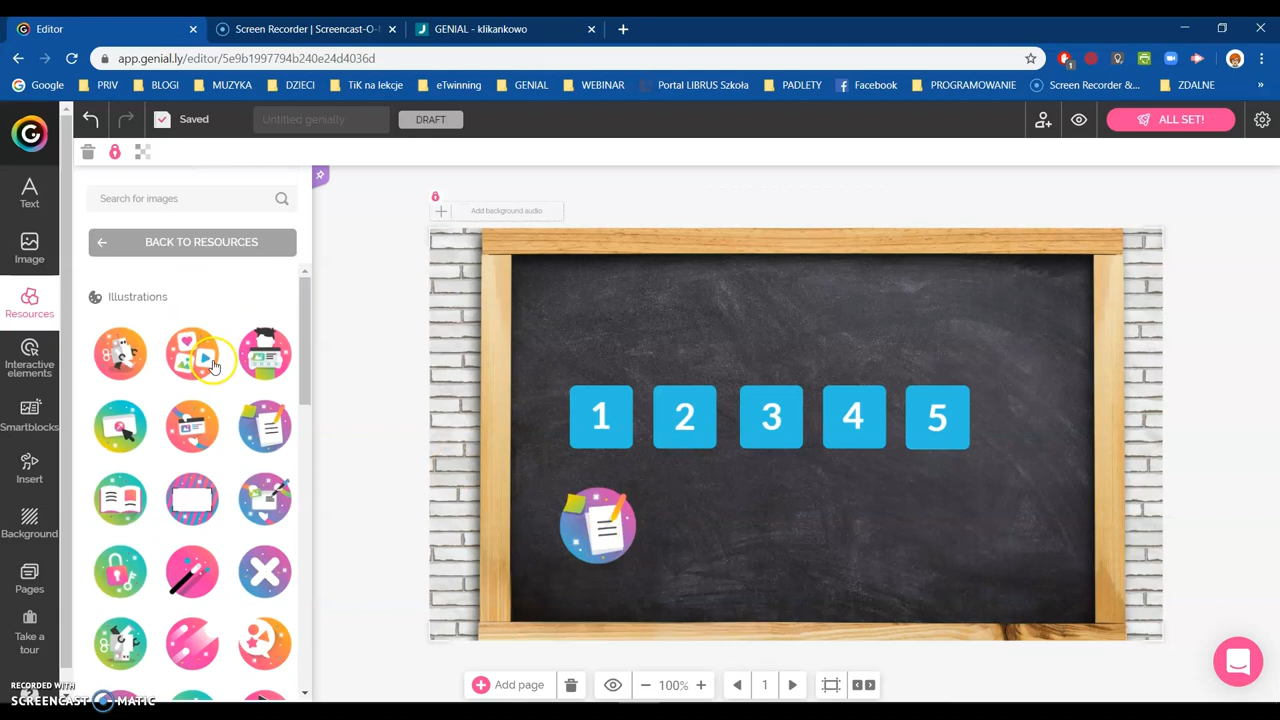 Editor
Screen Recorder | Screencast-O-
GENIAL - klikankowo
app.genial.ly/editor/5e9b1997794b240e24d4036d
Google
PRIV
BLOGI
MUZYKA
DZIECI
TiK na lekcje
eTwinning
GENIAL
WEBINAR
Portal LIBRUS Szkoła
PADLETY
Facebook
PROGRAMOWANIE
Screen Recorder &...
ZDALNE
»
Saved
Untitled genially
DRAFT
ALL SET!
Text
Image
Resources
Interactive
elements
Smartblocks
Insert
Background
Pages
Take a
tour
Search for images
BACK TO RESOURCES
Illustrations
Add background audio
1 2 3 4 5
Add page
100%
1
RECORDED WITH
SCREENCAST MATIC